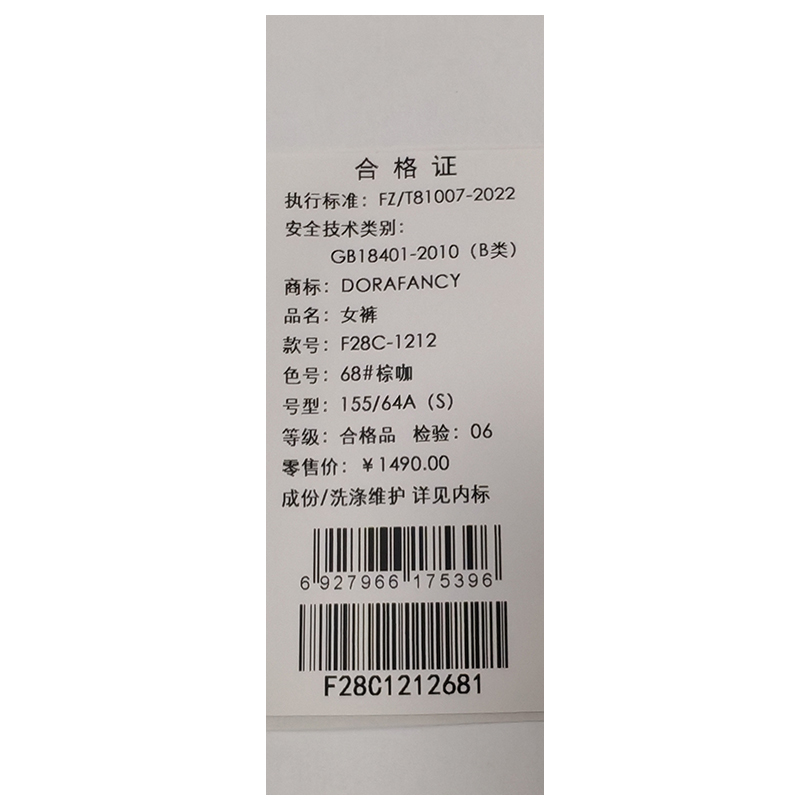 合格证
执行标准：FZ/T81007-2022
安全技术类别：
GB18401-2010（B类）
商标：DORAFANCY
品名：女裤
款号：F28C-1212
色号：68#棕咖
号型：155/64A（S）
等级：合格品 检验：06
零售价：￥1490.00
成份/洗涤维护 详见内标
6 927966 175396
F28C1212681